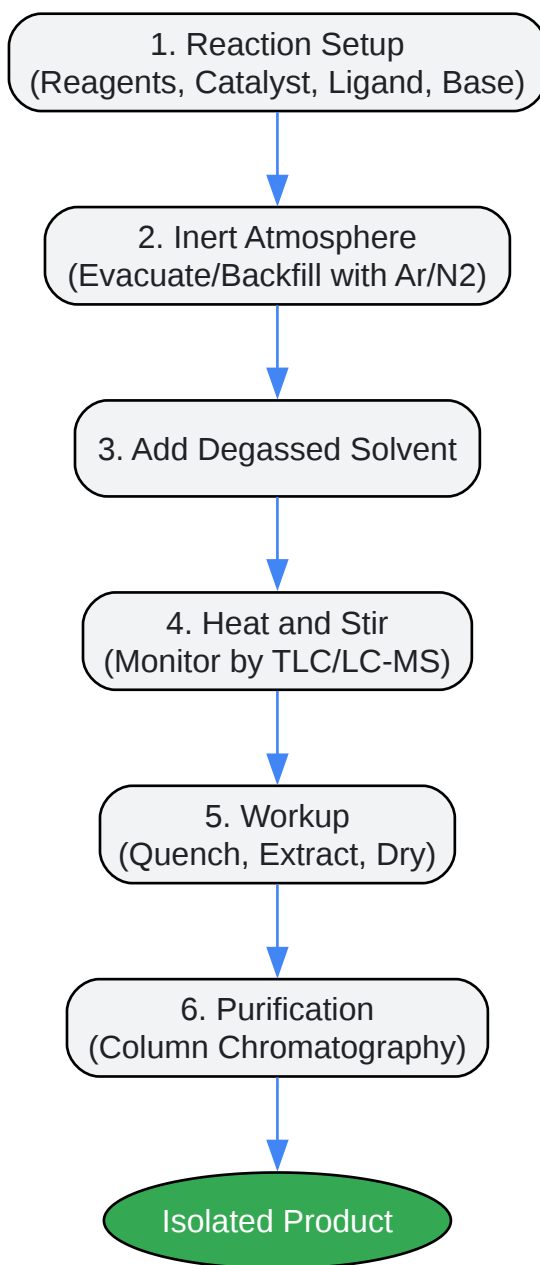 1. Reaction Setup
(Reagents, Catalyst, Ligand, Base)
2. Inert Atmosphere
(Evacuate/Backfill with Ar/N2)
3. Add Degassed Solvent
4. Heat and Stir
(Monitor by TLC/LC-MS)
5. Workup
(Quench, Extract, Dry)
6. Purification
(Column Chromatography)
Isolated Product